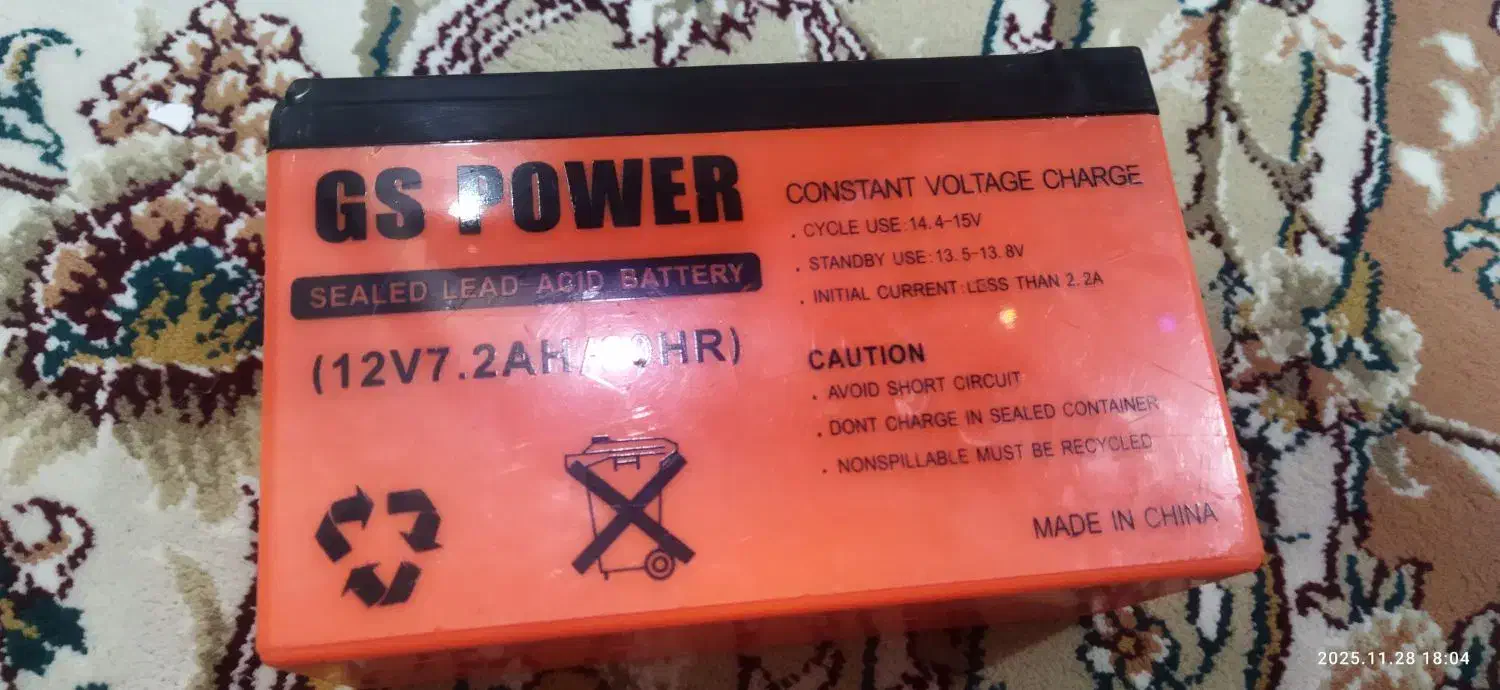 GS POWER
SEALED LEAD ACID BATTERY
(12V7.2AH/20HR)
CONSTANT VOLTAGE CHARGE
. CYCLE USE:14.4-15V
. STANDBY USE:13.5-13.8V
. INITIAL CURRENT:LESS THAN 2.2A
CAUTION
. AVOID SHORT CIRCUIT
. DONT CHARGE IN SEALED CONTAINER
. NONSPILLABLE MUST BE RECYCLED
MADE IN CHINA
2025.11.28 18:04